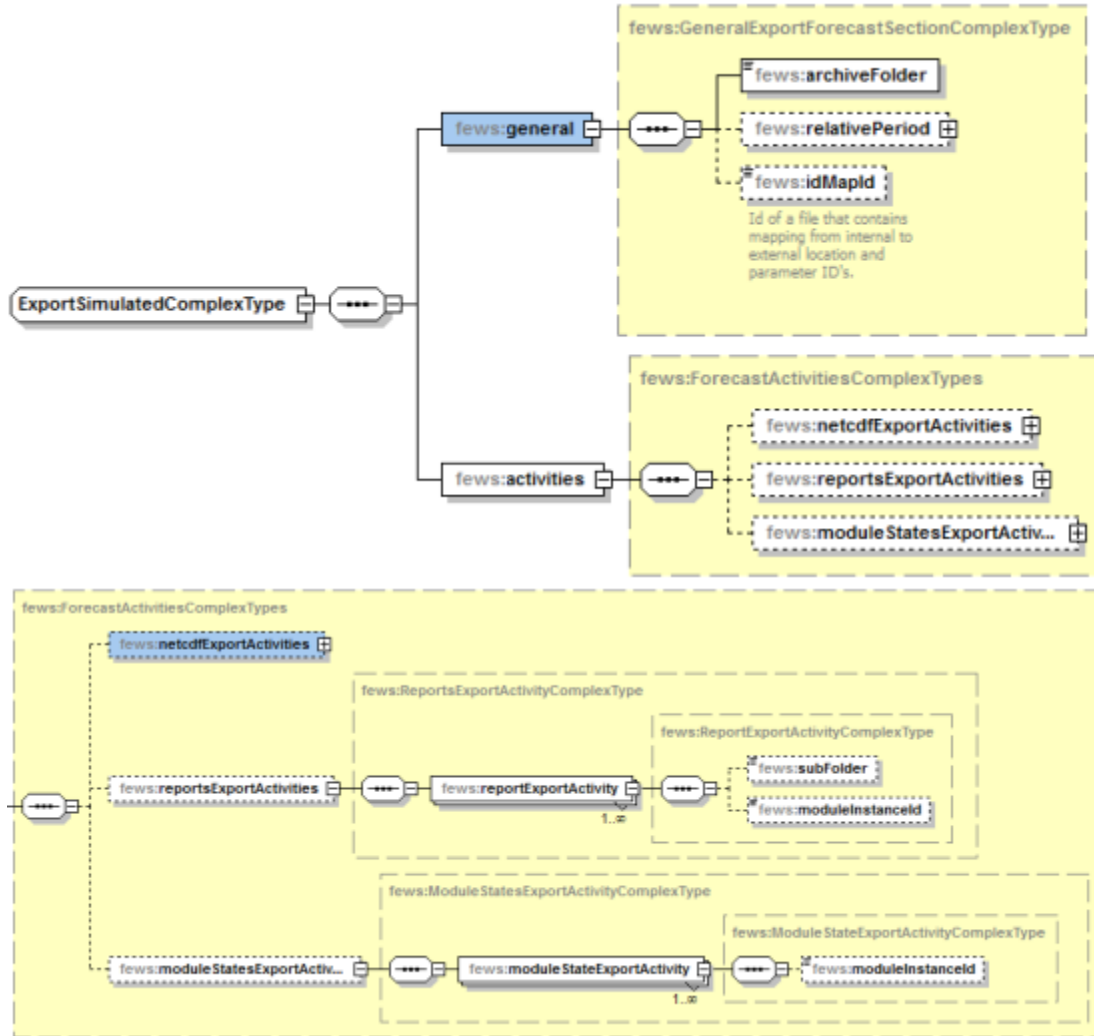 fews:GeneralExportForecastSectionComplexType
fews:archiveFolder
fews:general
fews:relativePeriod
fews:idMapId
Id of a file that contains
mapping from internal to
external location and
parameter ID's.
ExportSimulatedComplexType
fews:ForecastActivitiesComplexTypes
fews:netcdfExportActivities
fews:activities
fews:reportsExportActivities
fews:moduleStatesExportActiv...
fews:ForecastActivitiesComplexTypes
fews:netcdfExportActivities
fews:ReportsExportActivityComplexType
fews:ReportExportActivityComplexType
fews:subFolder
fews:reportsExportActivities
fews:reportExportActivity
fews:moduleInstanceId
1..∞
fews:ModuleStatesExportActivityComplexType
fews:ModuleStateExportActivityComplexType
fews:moduleStatesExportActiv...
fews:moduleStateExportActivity
fews:moduleInstanceId
1..∞